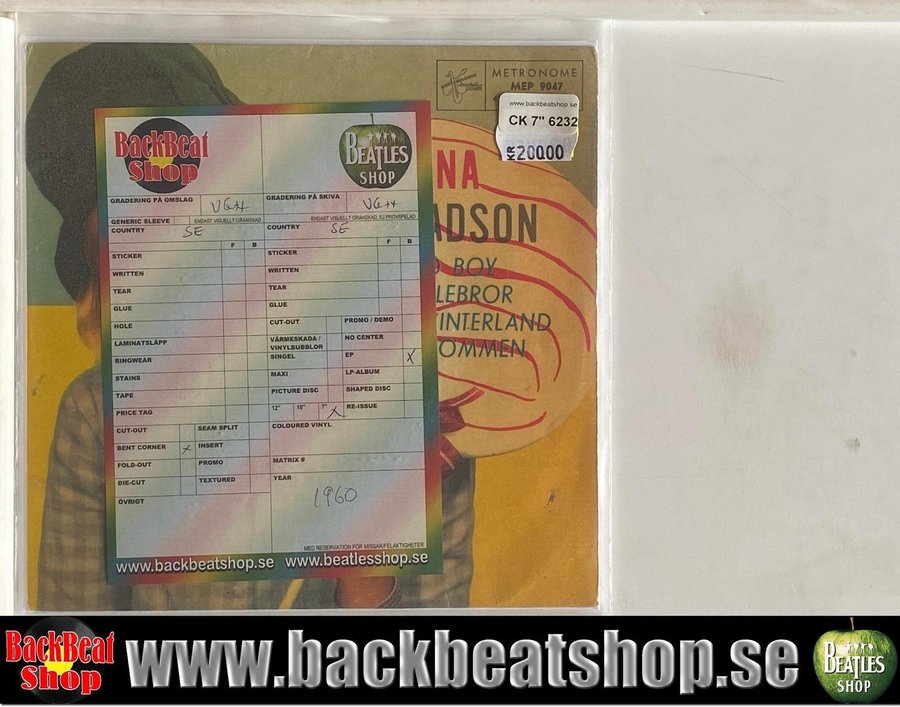 METRONOME
MEP 9047
www.backbeatshop.se
CK 7" 6232
KR 200.00
NA
ADSON
BOY
LEBROR
INTERLAND
OMMEN
BackBeat
Shop
BEATLES
SHOP
GRADERING PÅ OMSLAG VG++
GRADERING PÅ SKIVA VG++
GENERIC SLEEVE
ENDAST VISUELLT GRANSKAD
ENDAST VISUELLT GRANSKAD, EJ PROVSPELAD
COUNTRY SE
COUNTRY SE
F B
F B
STICKER
STICKER
WRITTEN
WRITTEN
TEAR
TEAR
GLUE
GLUE
HOLE
CUT-OUT
PROMO / DEMO
LAMINATSLÄPP
VÄRMESKADA /
VINYLBUBBLOR
NO CENTER
RINGWEAR
SINGEL
EP X
STAINS
MAXI
LP-ALBUM
TAPE
PICTURE DISC
SHAPED DISC
PRICE TAG
12" 10" 7" X
RE-ISSUE
CUT-OUT
SEAM SPLIT
COLOURED VINYL
BENT CORNER X
INSERT
FOLD-OUT
PROMO
MATRIX #
DIE-CUT
TEXTURED
YEAR
ÖVRIGT
1960
MED RESERVATION FÖR MISSAR/FELAKTIGHETER
www.backbeatshop.se www.beatlesshop.se
BackBeat
Shop
www.backbeatshop.se
BEATLES
SHOP